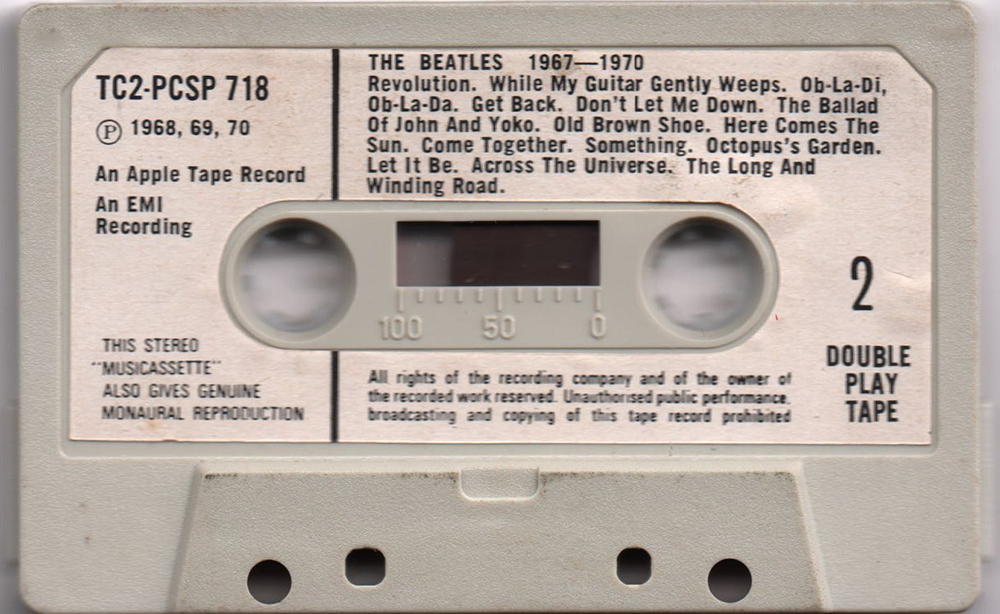 TC2-PCSP 718
Ⓟ 1968, 69, 70
An Apple Tape Record
An EMI
Recording
THIS STEREO
"MUSICASSETTE"
ALSO GIVES GENUINE
MONAURAL REPRODUCTION
THE BEATLES 1967—1970
Revolution. While My Guitar Gently Weeps. Ob-La-Di,
Ob-La-Da. Get Back. Don't Let Me Down. The Ballad
Of John And Yoko. Old Brown Shoe. Here Comes The
Sun. Come Together. Something. Octopus's Garden.
Let It Be. Across The Universe. The Long And
Winding Road.
100 50 0
All rights of the recording company and of the owner of
the recorded work reserved. Unauthorised public performance,
broadcasting and copying of this tape record prohibited
2
DOUBLE
PLAY
TAPE